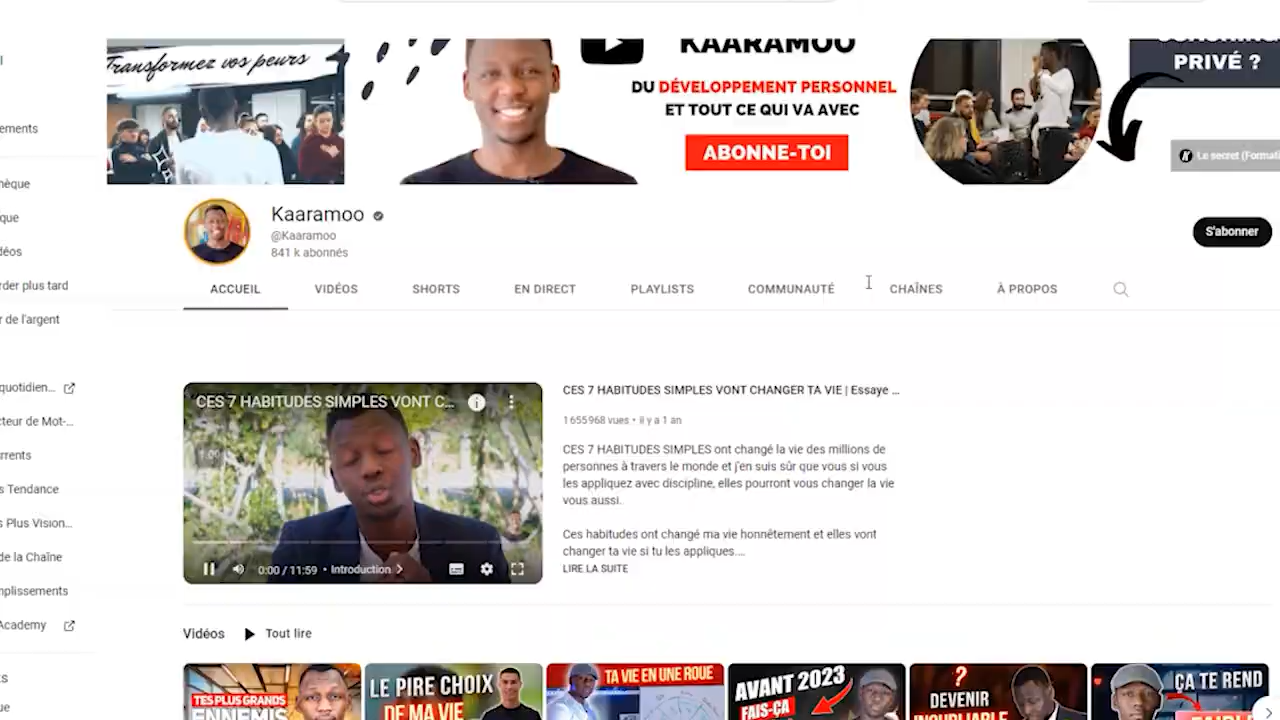 Transformez vos peurs
KAARAMOO
DU DÉVELOPPEMENT PERSONNEL
ET TOUT CE QUI VA AVEC
ABONNE-TOI
PRIVÉ ?
Le secret (Formati
Kaaramoo
@Kaaramoo
841 k abonnés
S'abonner
ACCUEIL VIDÉOS SHORTS EN DIRECT PLAYLISTS COMMUNAUTÉ CHAÎNES À PROPOS
ements
hèque
que
déos
rder plus tard
r de l'argent
quotidien...
cteur de Mot-...
rrents
s Tendance
s Plus Vision...
de la Chaîne
mplissements
Academy
ks
ue
CES 7 HABITUDES SIMPLES VONT C...
1:00
0:00 / 11:59 • Introduction
CES 7 HABITUDES SIMPLES VONT CHANGER TA VIE | Essaye ...
1 655 968 vues • il y a 1 an
CES 7 HABITUDES SIMPLES ont changé la vie des millions de
personnes à travers le monde et j'en suis sûr que vous si vous
les appliquez avec discipline, elles pourront vous changer la vie
vous aussi.
Ces habitudes ont changé ma vie honnêtement et elles vont
changer ta vie si tu les appliques....
LIRE LA SUITE
Vidéos Tout lire
TES PLUS GRANDS
ENNEMIS
LE PIRE CHOIX
DE MA VIE
TA VIE EN UNE ROUE
AVANT 2023
FAIS-ÇA
?
DEVENIR
INOUBLIABLE
ÇA TE REND